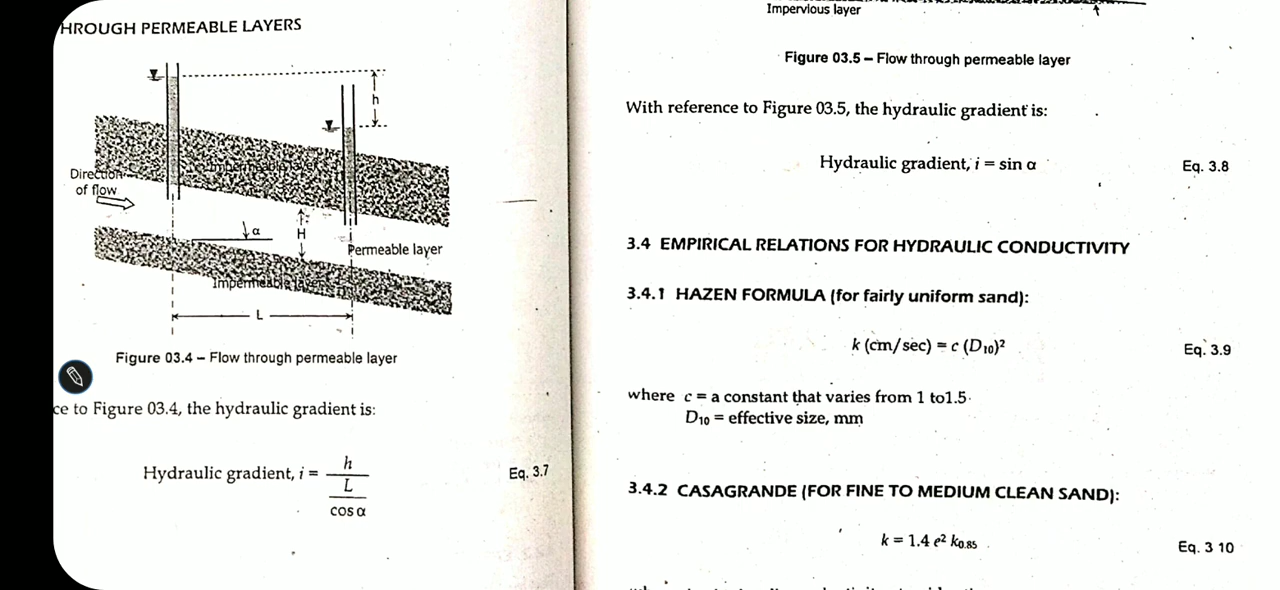 HROUGH PERMEABLE LAYERS
h
Impermeable layer
Direction
of flow
α
H
Permeable layer
Impermeable layer
L
Figure 03.4 – Flow through permeable layer
ce to Figure 03.4, the hydraulic gradient is:
Hydraulic gradient, i = h / (L / cos α) Eq. 3.7
Impervious layer
Figure 03.5 – Flow through permeable layer
With reference to Figure 03.5, the hydraulic gradient is:
Hydraulic gradient, i = sin α Eq. 3.8
3.4 EMPIRICAL RELATIONS FOR HYDRAULIC CONDUCTIVITY
3.4.1 HAZEN FORMULA (for fairly uniform sand):
k (cm/sec) = c (D₁₀)² Eq. 3.9
where c = a constant that varies from 1 to1.5
D₁₀ = effective size, mm
3.4.2 CASAGRANDE (FOR FINE TO MEDIUM CLEAN SAND):
k = 1.4 e² k₀.₈₅ Eq. 3 10